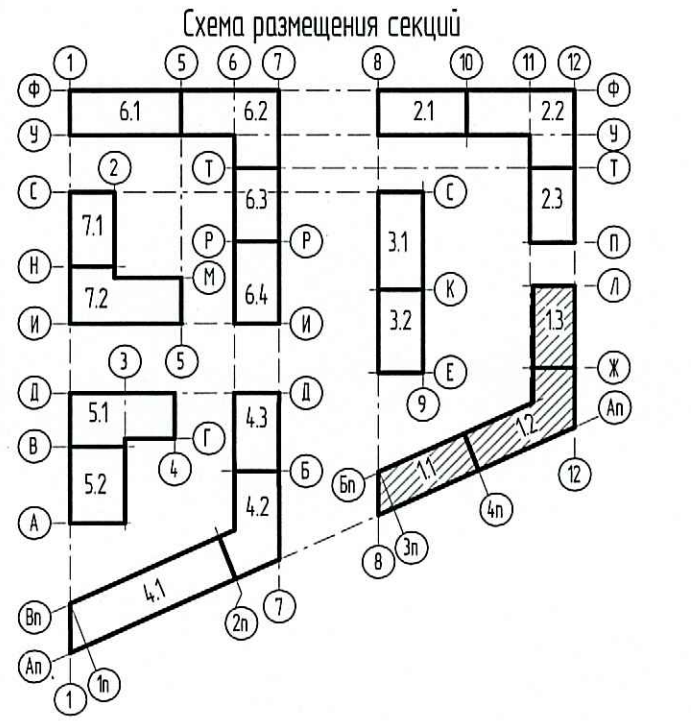 Схема размещения секций
1 5 6 7 8 10 11 12
Ф 6.1 6.2 2.1 2.2 Ф
У У
2 Т Т
С 7.1 6.3 С 2.3
Р Р 3.1 П
Н М
7.2 6.4 К Л
И И 3.2 1.3
3 5
Е Ж
Д 5.1 4.3 Д 9
Г Ап
В 4 1.2
Б Бп 1.1
5.2 4.2 12
А 4п
3п
8
4.1 7
Вп 2п
Ап
1п
1